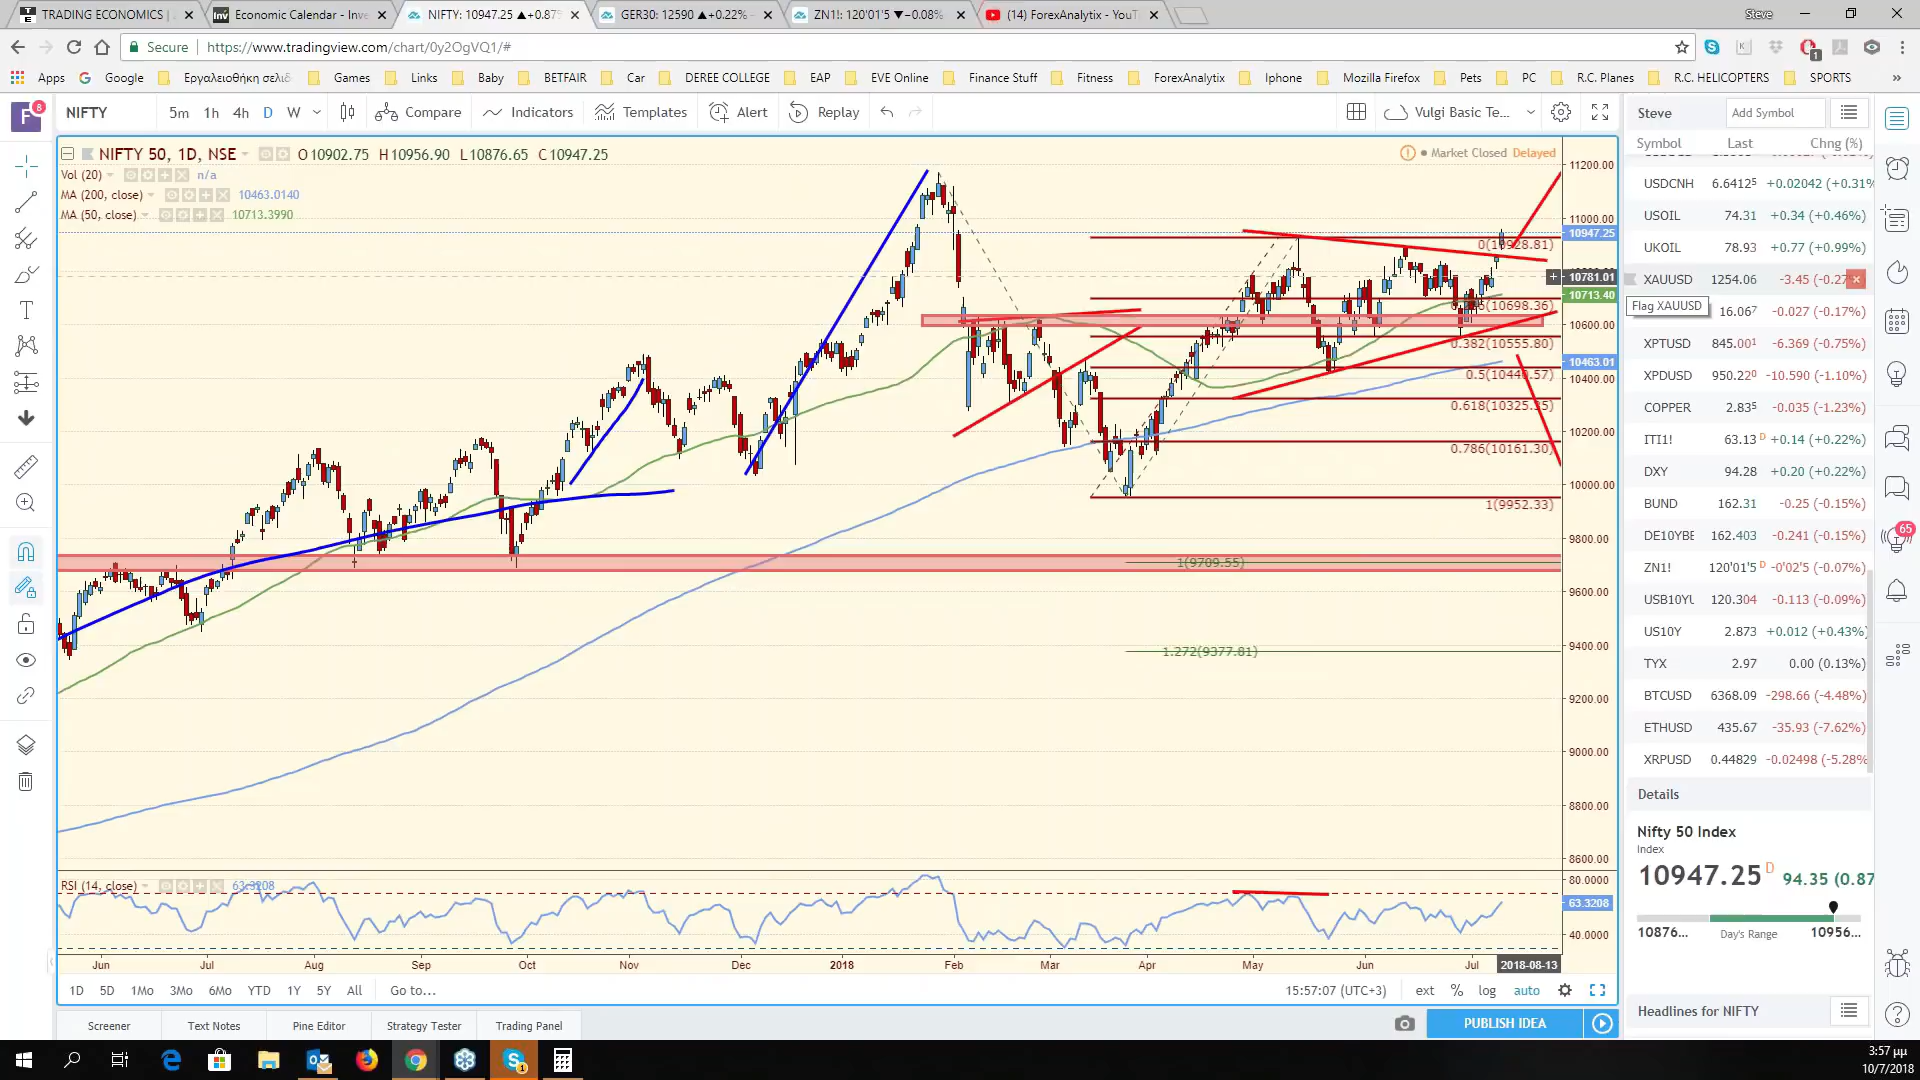 TRADING ECONOMICS |
Economic Calendar - Inve
NIFTY: 10947.25 ▲+0.87%
GER30: 12590 ▲+0.22% -
ZN1!: 120'01'5 ▼−0.08%
(14) ForexAnalytix - YouT
Steve
Secure
https://www.tradingview.com/chart/0y2OgVQ1/#
Apps
Google
Εργαλειοθήκη σελιδ
Games
Links
Baby
BETFAIR
Car
DEREE COLLEGE
EAP
EVE Online
Finance Stuff
Fitness
ForexAnalytix
Iphone
Mozilla Firefox
Pets
PC
R.C. Planes
R.C. HELICOPTERS
SPORTS
»
F 8
NIFTY
5m 1h 4h D W
Compare
Indicators
Templates
Alert
Replay
Vulgi Basic Te...
Steve
Add Symbol
Symbol Last Chng (%)
NIFTY 50, 1D, NSE O10902.75 H10956.90 L10876.65 C10947.25
Market Closed Delayed
Vol (20) n/a
MA (200, close) 10463.0140
MA (50, close) 10713.3990
11200.00
11000.00
10947.25
10781.01
10713.40
10600.00
10463.01
10400.00
10200.00
10000.00
9800.00
9600.00
9400.00
9200.00
9000.00
8800.00
8600.00
0(10928.81)
(10698.36)
0.382(10555.80)
0.618(10325.35)
0.786(10161.30)
1(9952.33)
1(9709.55)
1.272(9377.81)
RSI (14, close) 63.3208
80.0000
63.3208
40.0000
Jun Jul Aug Sep Oct Nov Dec 2018 Feb Mar Apr May Jun Jul 2018-08-13
1D 5D 1Mo 3Mo 6Mo YTD 1Y 5Y All Go to...
15:57:07 (UTC+3) ext % log auto
Screener
Text Notes
Pine Editor
Strategy Tester
Trading Panel
PUBLISH IDEA
USDCNH 6.64125 +0.02042 (+0.31%
USOIL 74.31 +0.34 (+0.46%)
UKOIL 78.93 +0.77 (+0.99%)
XAUUSD 1254.06 -3.45 (-0.27
Flag XAUUSD
16.067 -0.027 (-0.17%)
XPTUSD 845.001 -6.369 (-0.75%)
XPDUSD 950.220 -10.590 (-1.10%)
COPPER 2.835 -0.035 (-1.23%)
ITI1! 63.13 D +0.14 (+0.22%)
DXY 94.28 +0.20 (+0.22%)
BUND 162.31 -0.25 (-0.15%)
DE10YBE 162.403 -0.241 (-0.15%)
ZN1! 120'01'5 D -0'02'5 (-0.07%)
USB10YU 120.304 -0.113 (-0.09%)
US10Y 2.873 +0.012 (+0.43%)
TYX 2.97 0.00 (0.13%)
BTCUSD 6368.09 -298.66 (-4.48%)
ETHUSD 435.67 -35.93 (-7.62%)
XRPUSD 0.44829 -0.02498 (-5.28%
Details
Nifty 50 Index
Index
10947.25 D 94.35 (0.87
10876... Day's Range 10956...
Headlines for NIFTY
65
3:57 μμ
10/7/2018